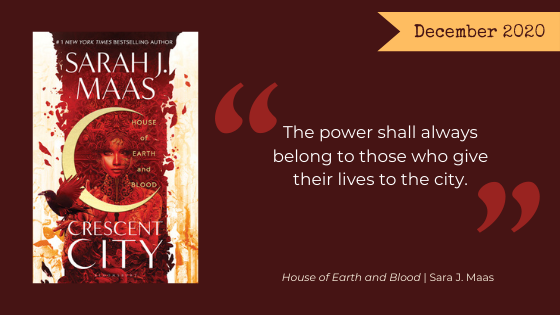 December 2020
#1 NEW YORK TIMES BESTSELLING AUTHOR
SARAH J.
MAAS
HOUSE
of
EARTH
and
BLOOD
CRESCENT
CITY
BLOOMSBURY
“
The power shall always
belong to those who give
their lives to the city.
”
House of Earth and Blood | Sara J. Maas